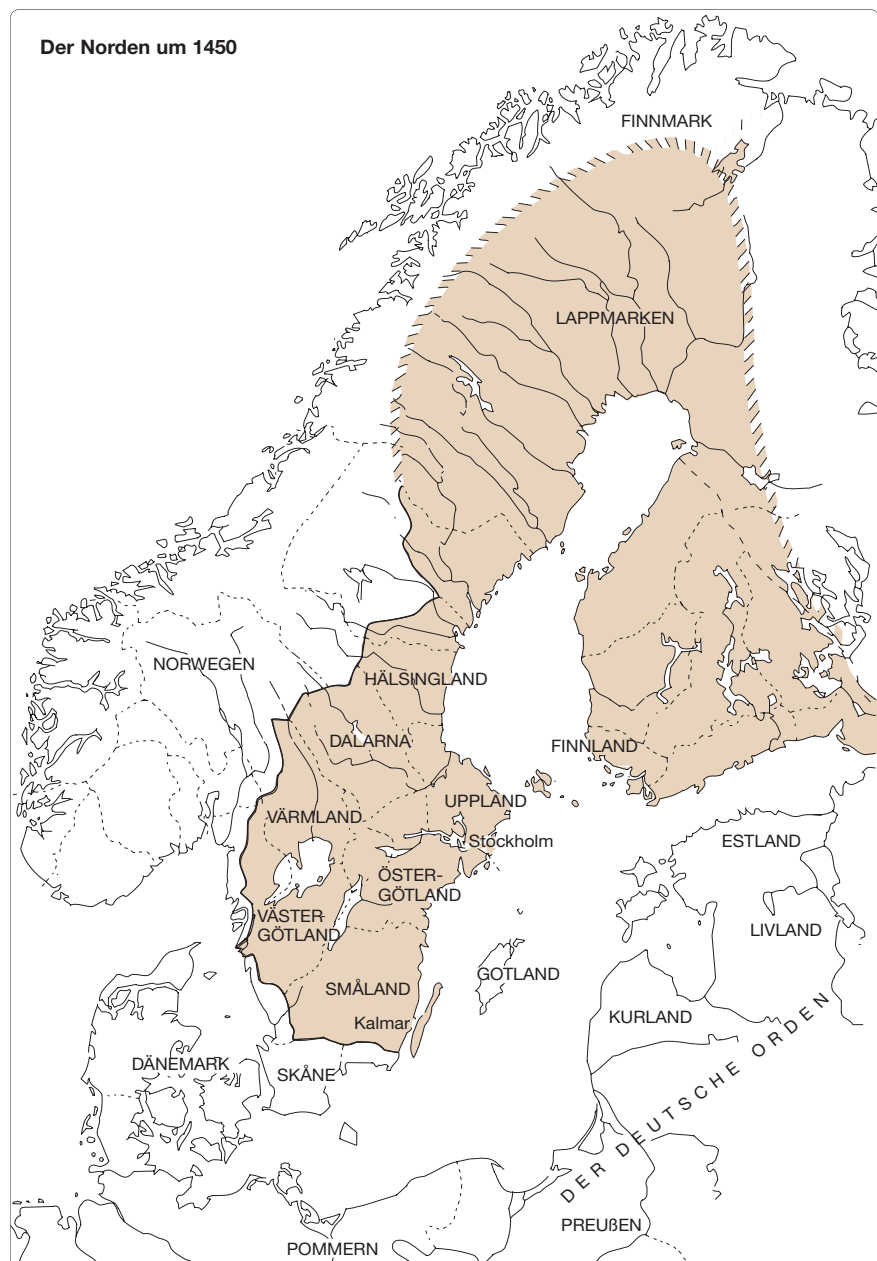 Der Norden um 1450
FINNMARK
LAPPMARKEN
NORWEGEN
HÄLSINGLAND
DALARNA
FINNLAND
UPPLAND
VÄRMLAND
Stockholm
ESTLAND
ÖSTER-
GÖTLAND
VÄSTER-
GÖTLAND
LIVLAND
GOTLAND
SMÅLAND
Kalmar
KURLAND
DÄNEMARK
SKÅNE
DER DEUTSCHE ORDEN
PREUßEN
POMMERN